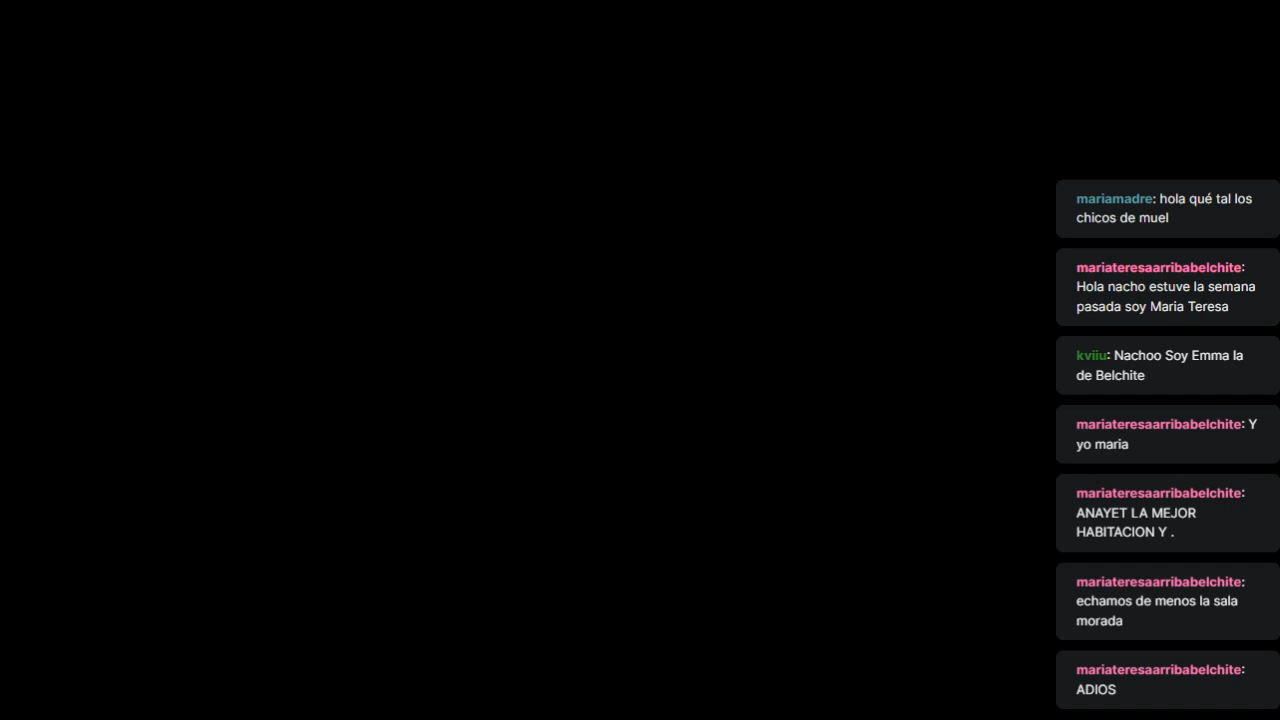 mariamadre: hola qué tal los
chicos de muel
mariateresaarribabelchite:
Hola nacho estuve la semana
pasada soy Maria Teresa
kviiu: Nachoo Soy Emma la
de Belchite
mariateresaarribabelchite: Y
yo maria
mariateresaarribabelchite:
ANAYET LA MEJOR
HABITACION Y .
mariateresaarribabelchite:
echamos de menos la sala
morada
mariateresaarribabelchite:
ADIOS